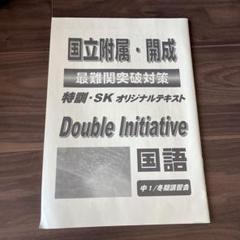 国立附属・開成
最難関突破対策
特訓・SK オリジナルテキスト
Double Initiative
国語
中1/冬期講習会